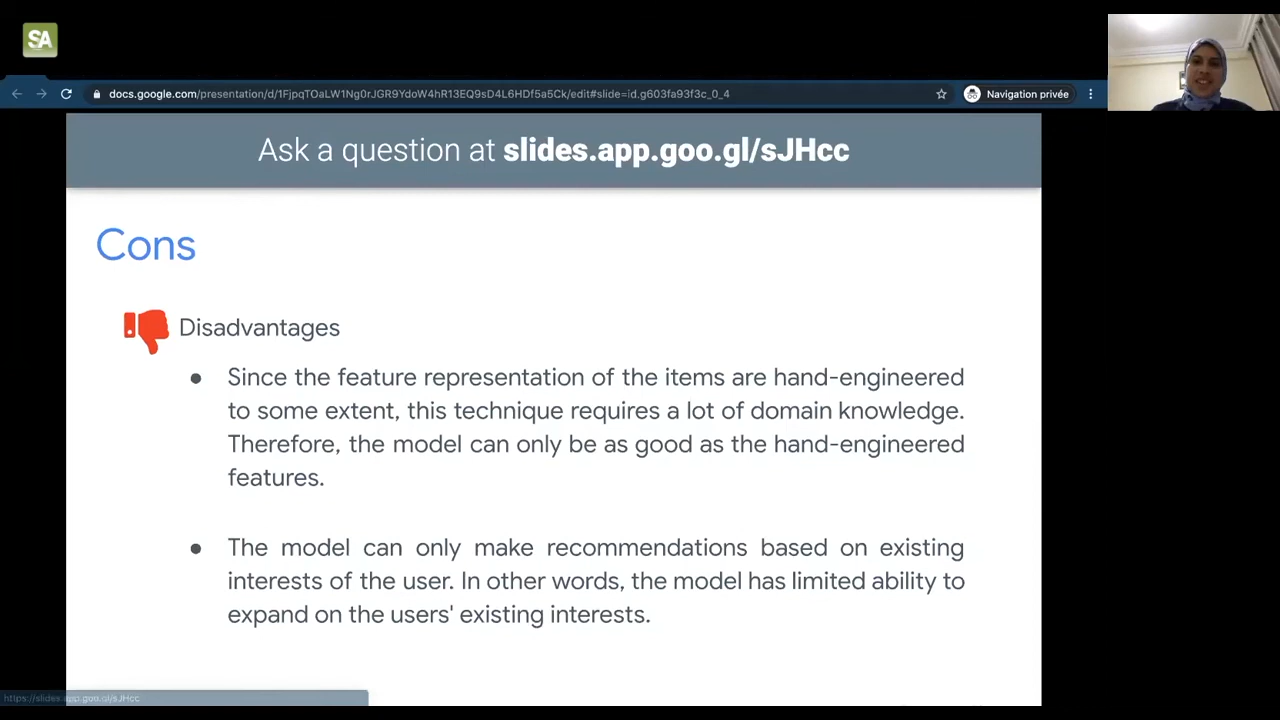 SA
docs.google.com/presentation/d/1FjpqTOaLW1Ng0rJGR9YdoW4hR13EQ9sD4L6HDf5a5Ck/edit#slide=id.g603fa93f3c_0_4
Navigation privée
Ask a question at slides.app.goo.gl/sJHcc
Cons
Disadvantages
● Since the feature representation of the items are hand-engineered
to some extent, this technique requires a lot of domain knowledge.
Therefore, the model can only be as good as the hand-engineered
features.
● The model can only make recommendations based on existing
interests of the user. In other words, the model has limited ability to
expand on the users' existing interests.
https://slides.app.goo.gl/sJHcc